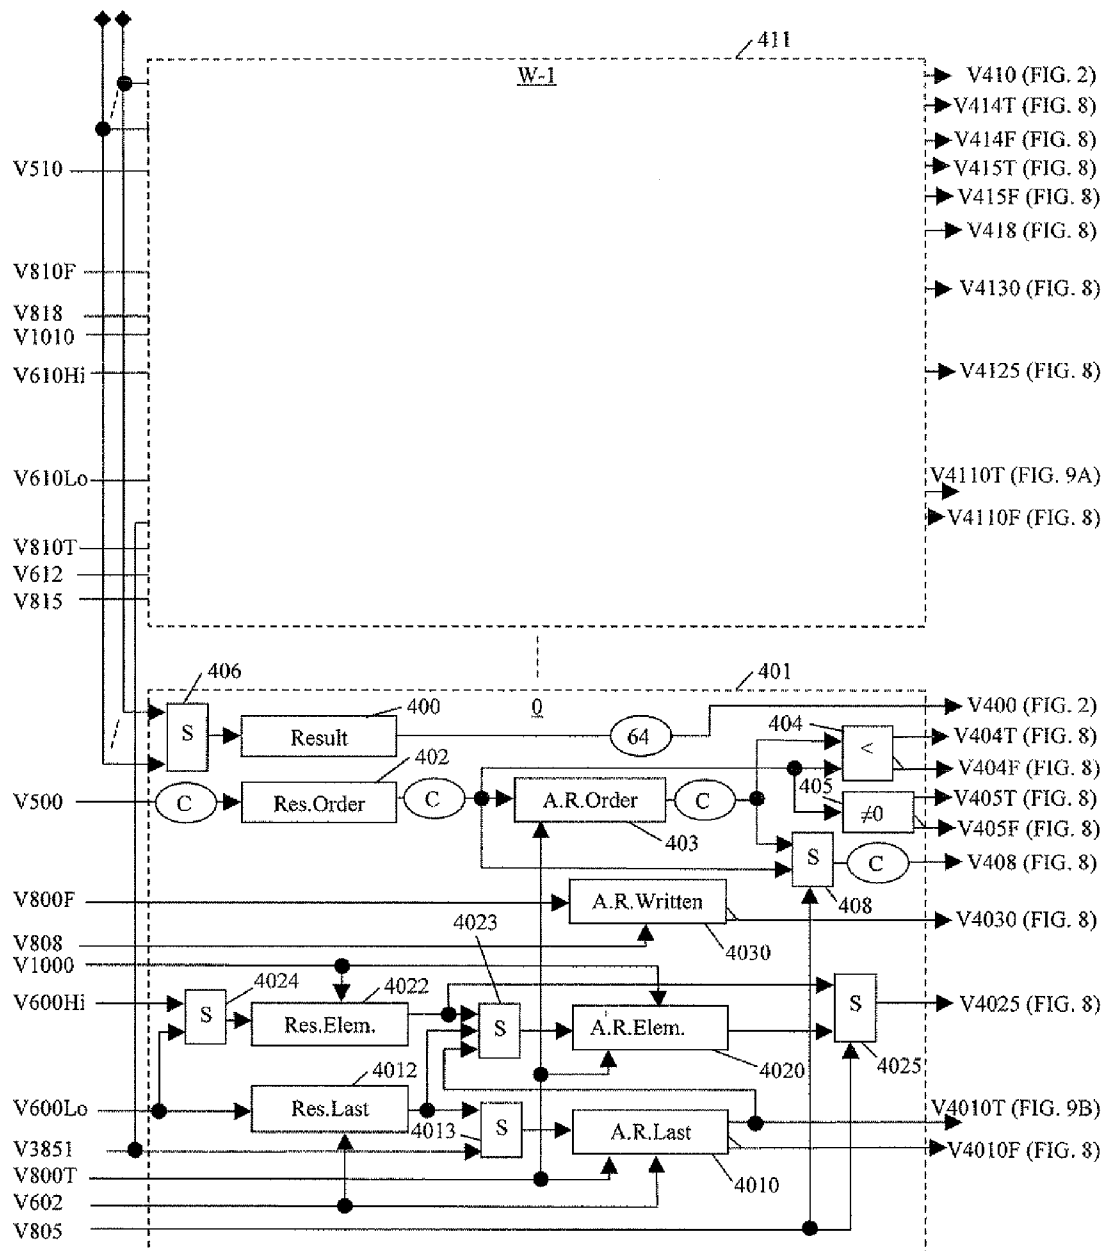 411
W-1
V410 (FIG. 2)
V414T (FIG. 8)
V414F (FIG. 8)
V510
V415T (FIG. 8)
V415F (FIG. 8)
V418 (FIG. 8)
V810F
V4130 (FIG. 8)
V818
V1010
V610Hi
V4125 (FIG. 8)
V610Lo
V4110T (FIG. 9A)
V4110F (FIG. 8)
V810T
V612
V815
406
401
400
0
V400 (FIG. 2)
S
Result
64
404
<
V404T (FIG. 8)
402
V404F (FIG. 8)
V500
C
Res.Order
C
A.R.Order
C
405
≠0
V405T (FIG. 8)
V405F (FIG. 8)
403
S
C
V408 (FIG. 8)
V800F
A.R.Written
408
4023
4030
V4030 (FIG. 8)
V808
V1000
4024
4022
V600Hi
S
Res.Elem.
S
A.R.Elem.
S
V4025 (FIG. 8)
4012
4020
4025
V600Lo
Res.Last
V4010T (FIG. 9B)
4013
S
A.R.Last
V3851
V4010F (FIG. 8)
V800T
4010
V602
V805